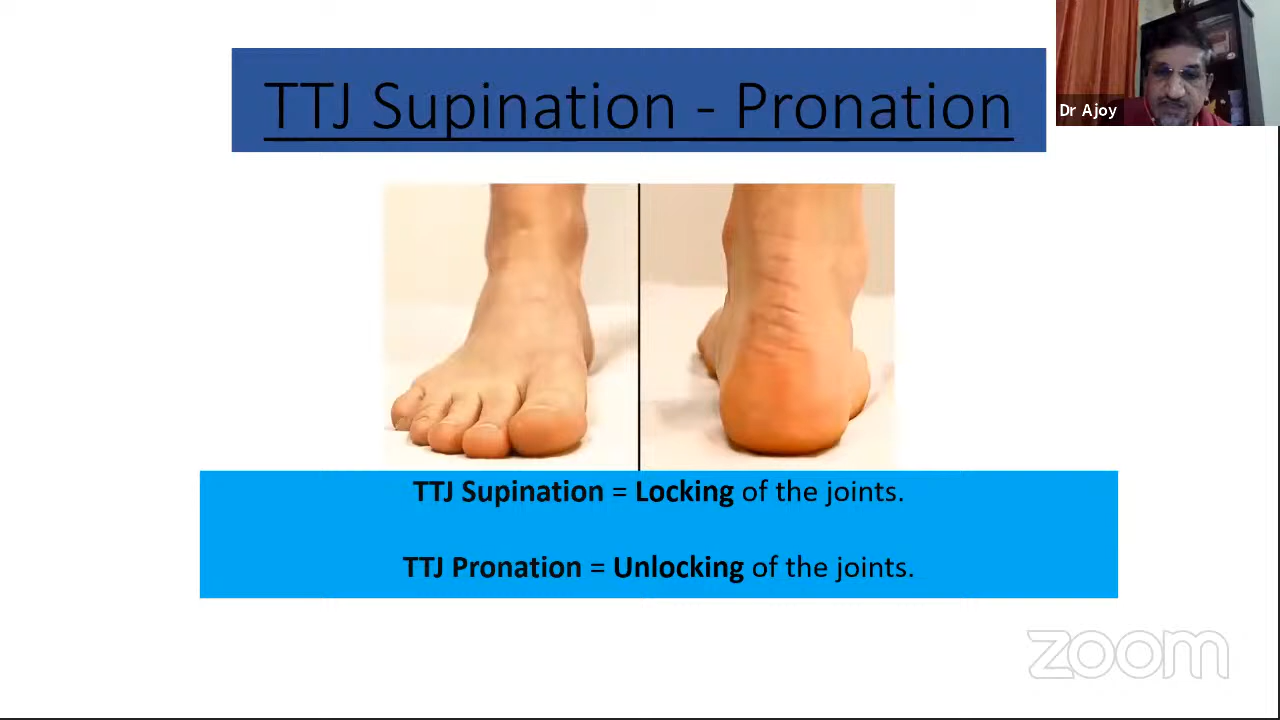 TTJ Supination - Pronation
Dr Ajoy
TTJ Supination = Locking of the joints.
TTJ Pronation = Unlocking of the joints.
zoom